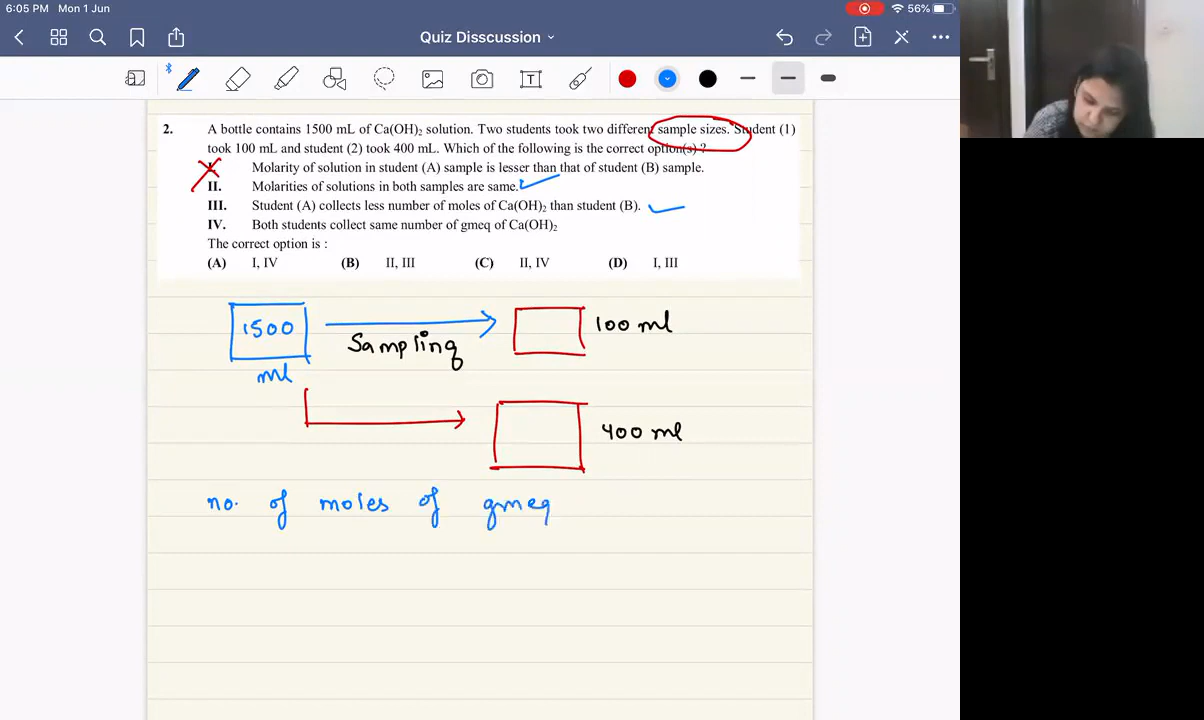 6:05 PM Mon 1 Jun
56%
Quiz Disscussion
T
2. A bottle contains 1500 mL of Ca(OH)₂ solution. Two students took two different sample sizes. Student (1)
took 100 mL and student (2) took 400 mL. Which of the following is the correct option(s) ?
I. Molarity of solution in student (A) sample is lesser than that of student (B) sample.
II. Molarities of solutions in both samples are same.
III. Student (A) collects less number of moles of Ca(OH)₂ than student (B).
IV. Both students collect same number of gmeq of Ca(OH)₂
The correct option is :
(A) I, IV (B) II, III (C) II, IV (D) I, III
1500
ml
Sampling
100 ml
400 ml
no. of moles of gmeq